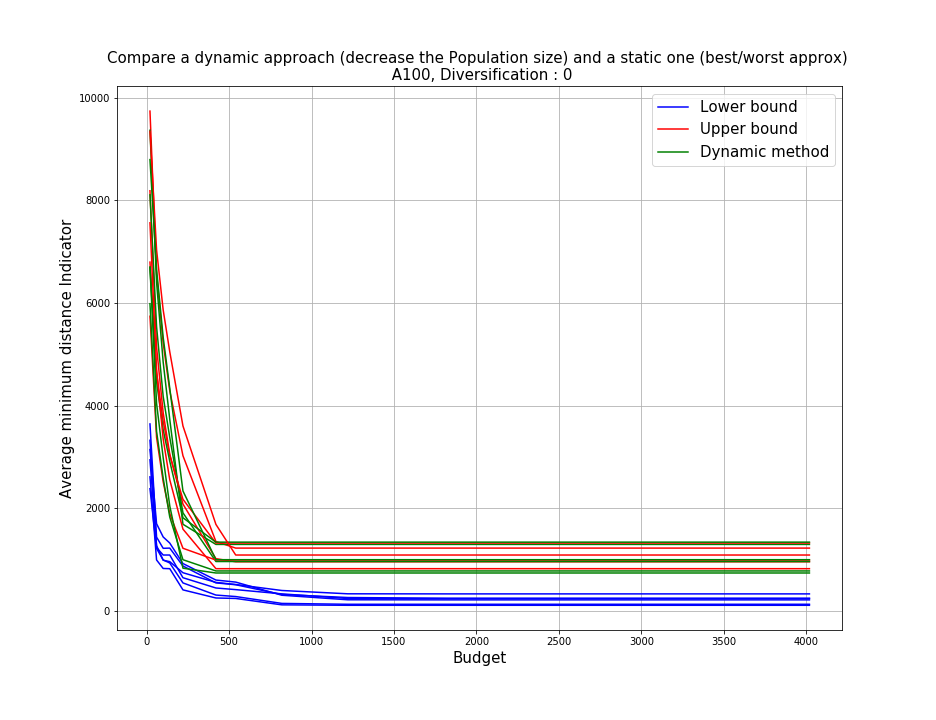 Compare a dynamic approach (decrease the Population size) and a static one (best/worst approx)
A100, Diversification : 0
Lower bound
Upper bound
Dynamic method
Average minimum distance Indicator
10000
8000
6000
4000
2000
0
0 500 1000 1500 2000 2500 3000 3500 4000
Budget